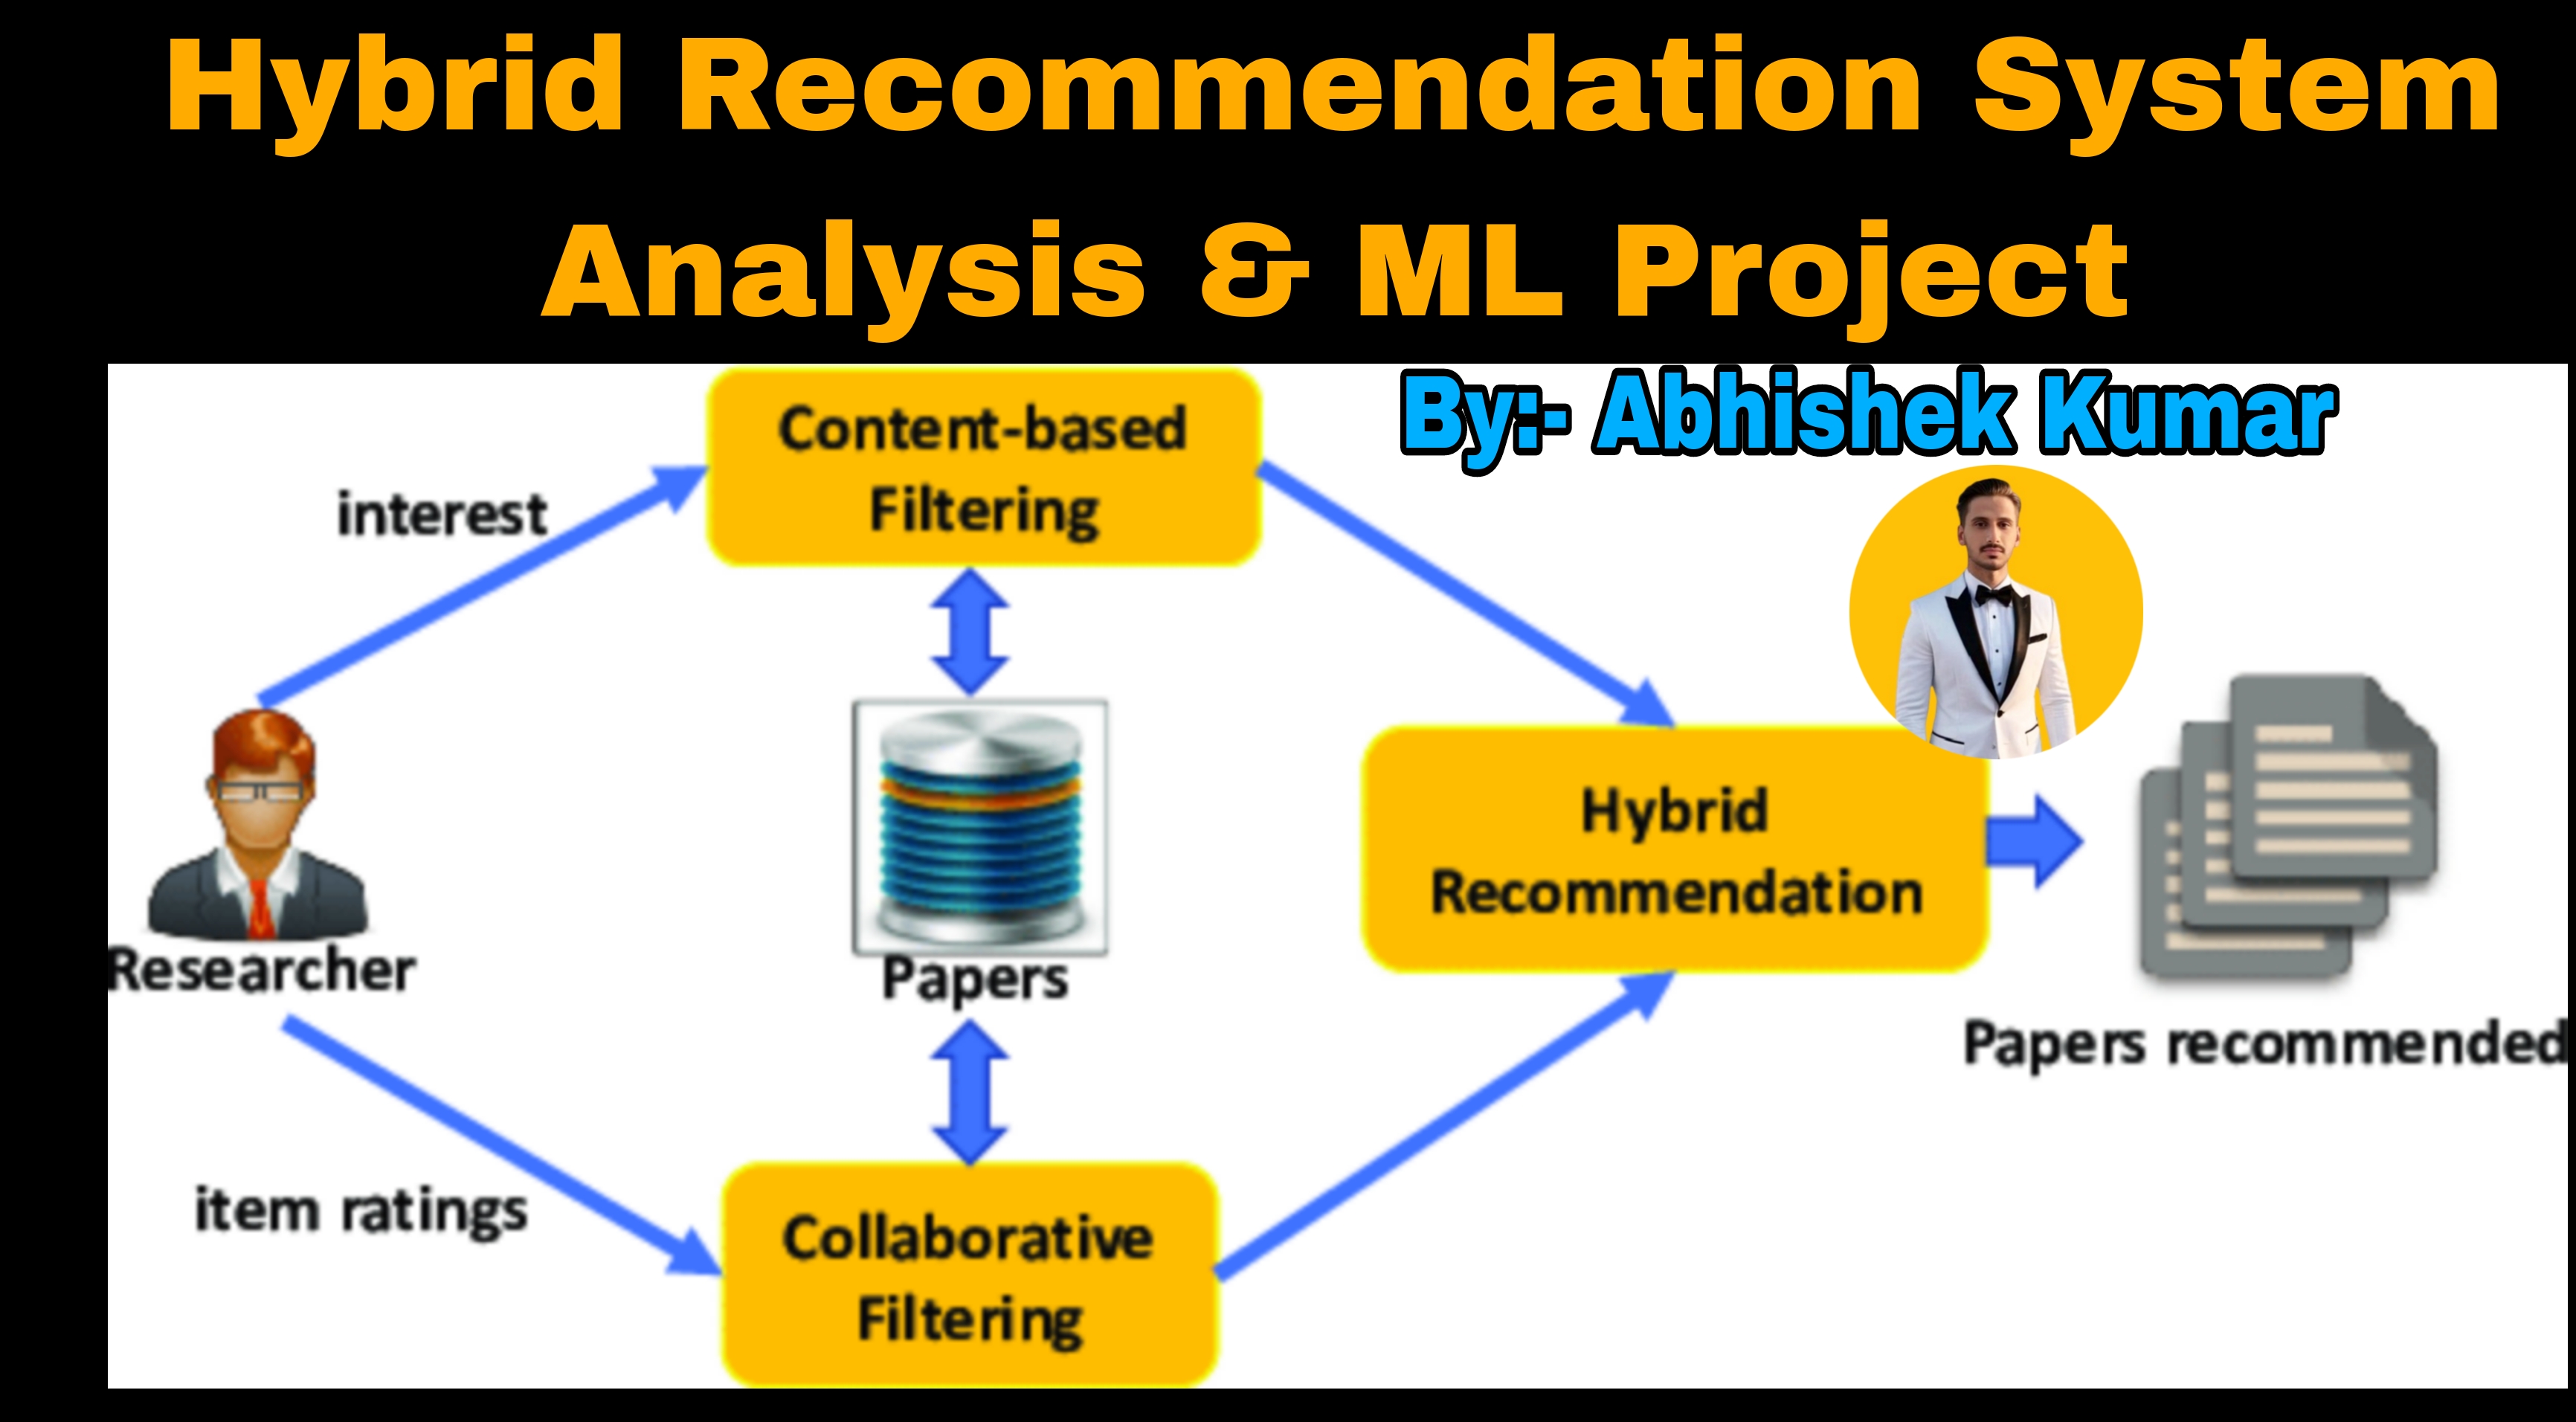 Hybrid Recommendation System
Analysis & ML Project
By:- Abhishek Kumar
Content-based
Filtering
interest
Researcher
Papers
Hybrid
Recommendation
Papers recommended
item ratings
Collaborative
Filtering